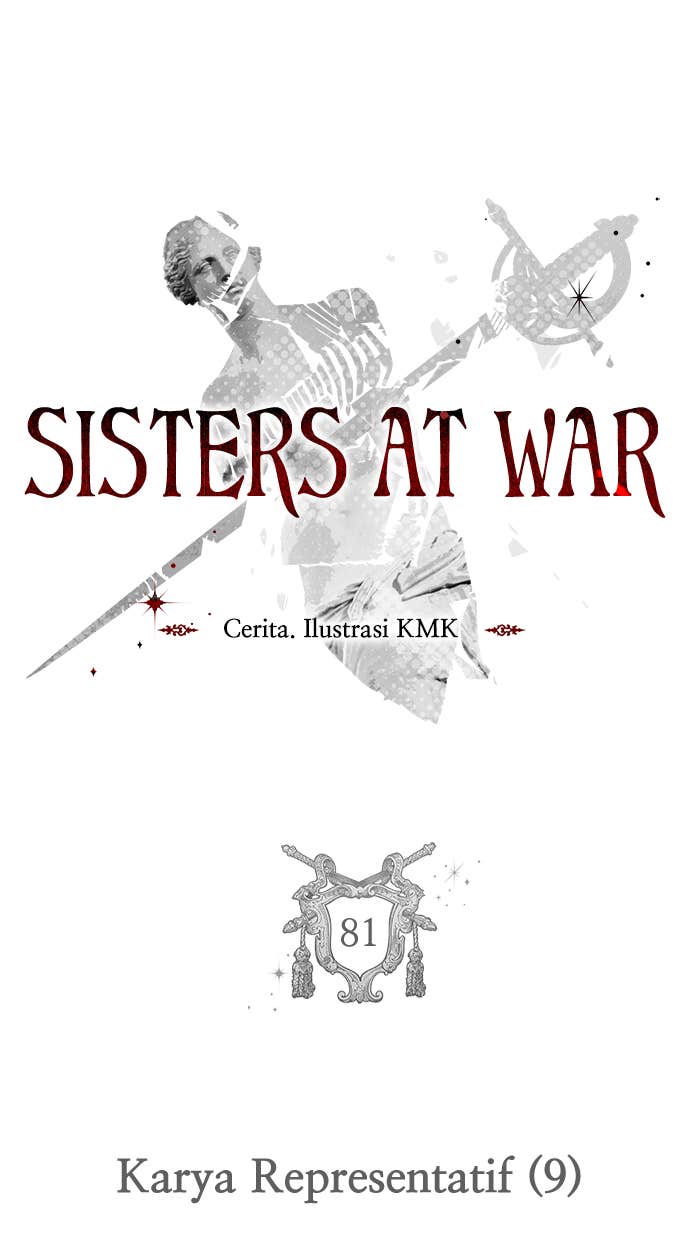 SISTERS AT WAR
Cerita. Ilustrasi KMK
81
Karya Representatif (9)